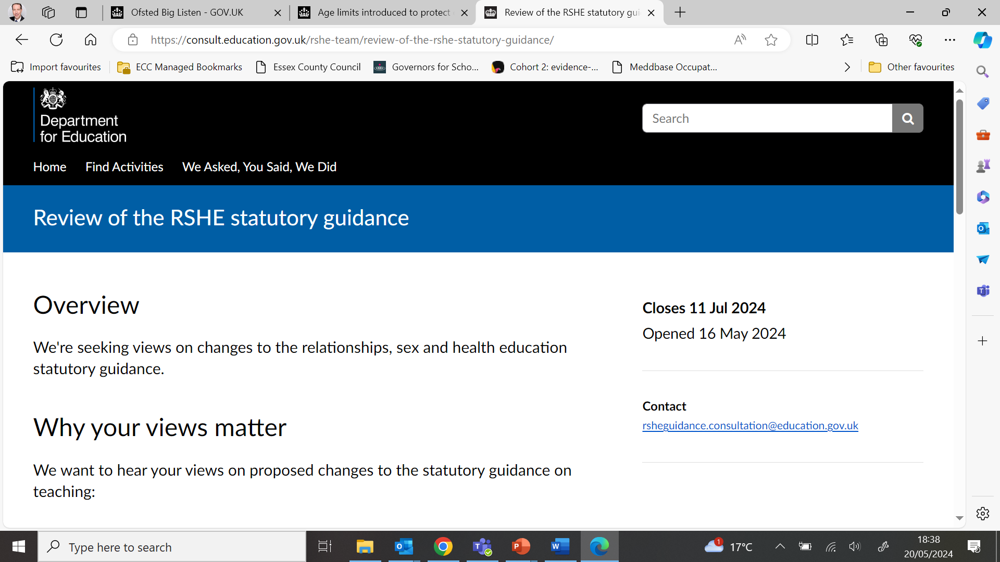 Ofsted Big Listen - GOV.UK
Age limits introduced to protect
Review of the RSHE statutory gui
https://consult.education.gov.uk/rshe-team/review-of-the-rshe-statutory-guidance/
Import favourites
ECC Managed Bookmarks
Essex County Council
Governors for Scho...
Cohort 2: evidence-...
Meddbase Occupat...
Other favourites
Department
for Education
Search
Home
Find Activities
We Asked, You Said, We Did
Review of the RSHE statutory guidance
Overview
We're seeking views on changes to the relationships, sex and health education
statutory guidance.
Why your views matter
We want to hear your views on proposed changes to the statutory guidance on
teaching:
Closes 11 Jul 2024
Opened 16 May 2024
Contact
rsheguidance.consultation@education.gov.uk
Type here to search
1
17°C
18:38
20/05/2024